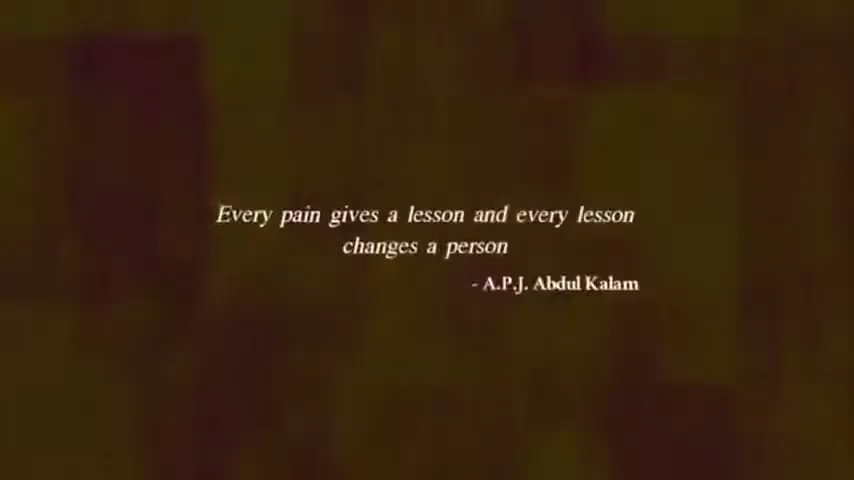 Every pain gives a lesson and every lesson
changes a person
- A.P.J. Abdul Kalam